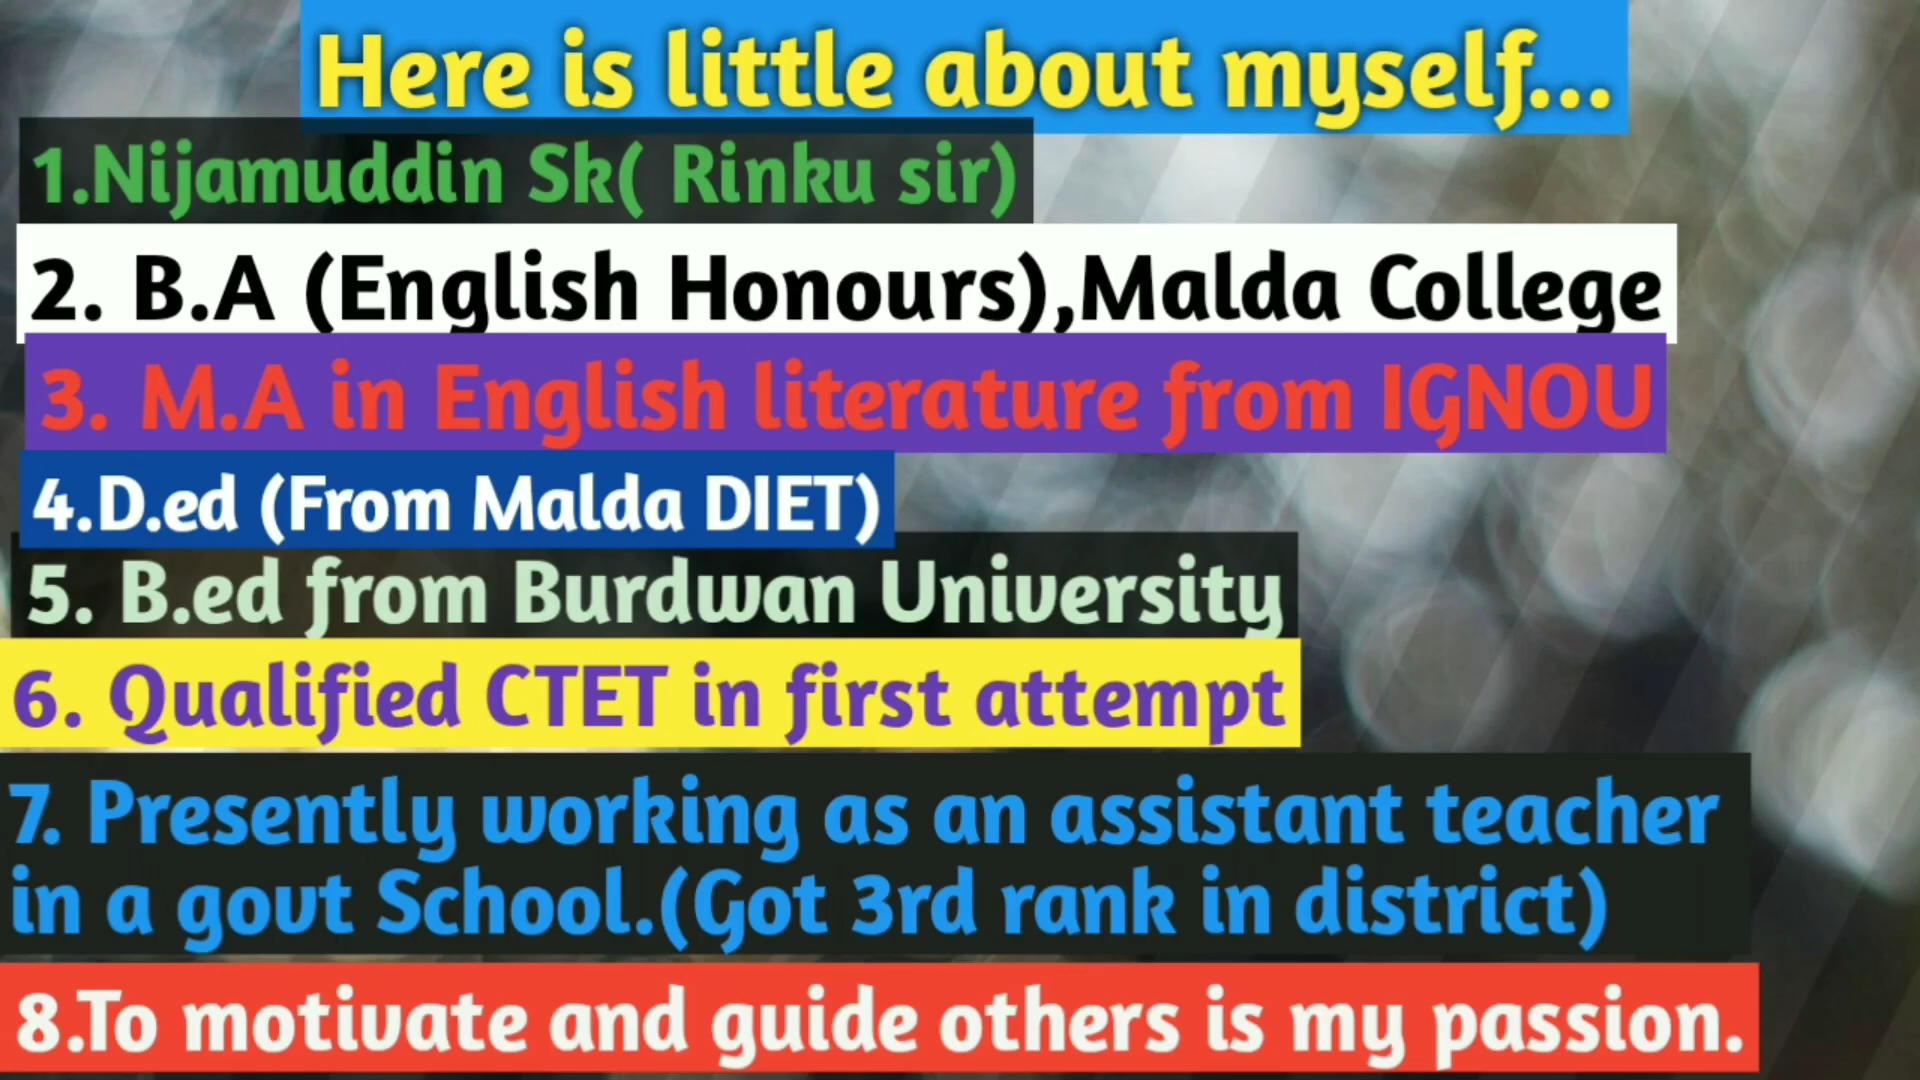 Here is little about myself...
1.Nijamuddin Sk( Rinku sir)
2. B.A (English Honours),Malda College
3. M.A in English literature from IGNOU
4.D.ed (From Malda DIET)
5. B.ed from Burdwan University
6. Qualified CTET in first attempt
7. Presently working as an assistant teacher
in a govt School.(Got 3rd rank in district)
8.To motivate and guide others is my passion.